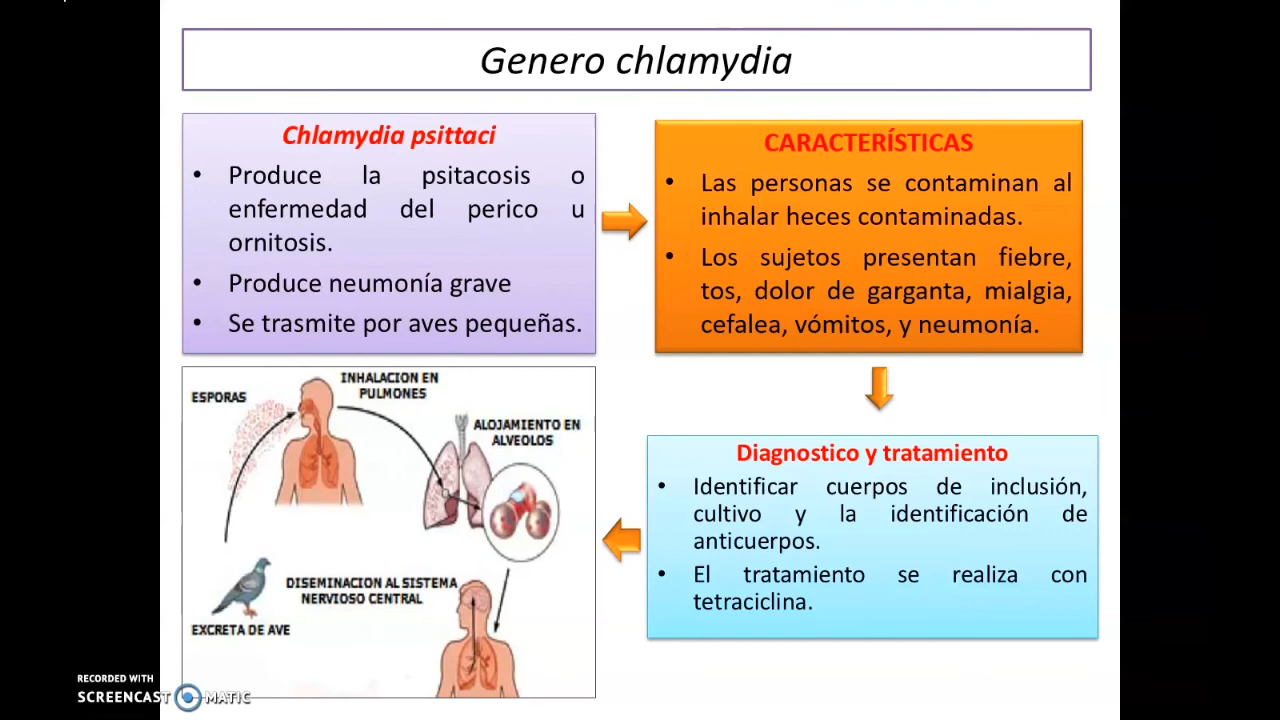 Genero chlamydia
Chlamydia psittaci
• Produce la psitacosis o
enfermedad del perico u
ornitosis.
• Produce neumonía grave
• Se trasmite por aves pequeñas.
CARACTERÍSTICAS
• Las personas se contaminan al
inhalar heces contaminadas.
• Los sujetos presentan fiebre,
tos, dolor de garganta, mialgia,
cefalea, vómitos, y neumonía.
Diagnostico y tratamiento
• Identificar cuerpos de inclusión,
cultivo y la identificación de
anticuerpos.
• El tratamiento se realiza con
tetraciclina.
ESPORAS
INHALACION EN
PULMONES
ALOJAMIENTO EN
ALVEOLOS
DISEMINACION AL SISTEMA
NERVIOSO CENTRAL
EXCRETA DE AVE
RECORDED WITH
SCREENCAST MATIC